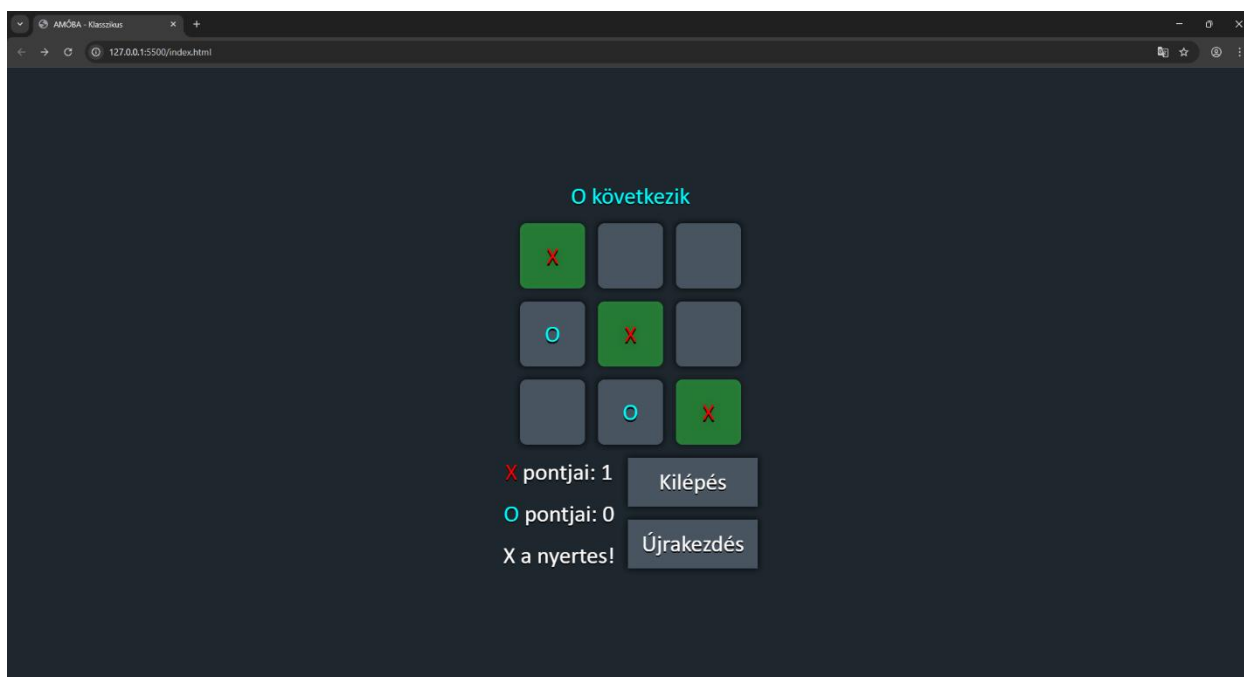 AMŐBA - Klasszikus
127.0.0.1:5500/index.html
O következik
X
O X
O X
X pontjai: 1
Kilépés
O pontjai: 0
Újrakezdés
X a nyertes!